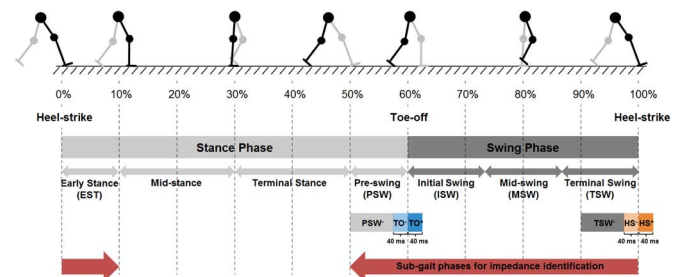 0% 10% 20% 30% 40% 50% 60% 70% 80% 90% 100%
Heel-strike Toe-off Heel-strike
Stance Phase Swing Phase
Early Stance (EST)
Mid-stance
Terminal Stance
Pre-swing (PSW)
Initial Swing (ISW)
Mid-swing (MSW)
Terminal Swing (TSW)
PSW⁻ TO⁻ TO⁺ TSW⁻ HS⁻ HS⁺
40 ms 40 ms 40 ms 40 ms
Sub-gait phases for impedance identification